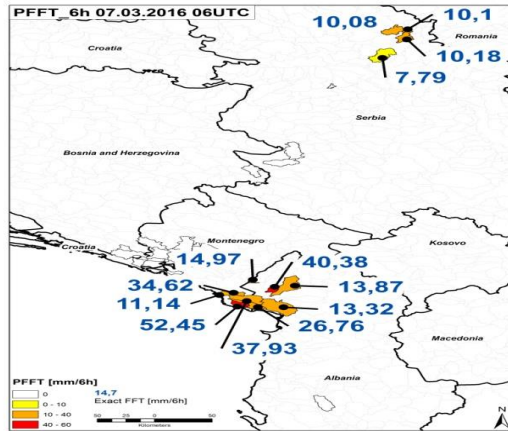 PFFT_6h 07.03.2016 06UTC
10,08
10,1
Croatia
Romania
10,18
7,79
Serbia
Bosnia and Herzegovina
Montenegro
Kosovo
Croatia
14,97
40,38
34,62
13,87
11,14
13,32
52,45
26,76
37,93
Macedonia
Albania
PFFT [mm/6h]
0
0 - 10
10 - 40
40 - 60
14,7
Exact FFT [mm/6h]
50 25 0 50
Kilometers
N